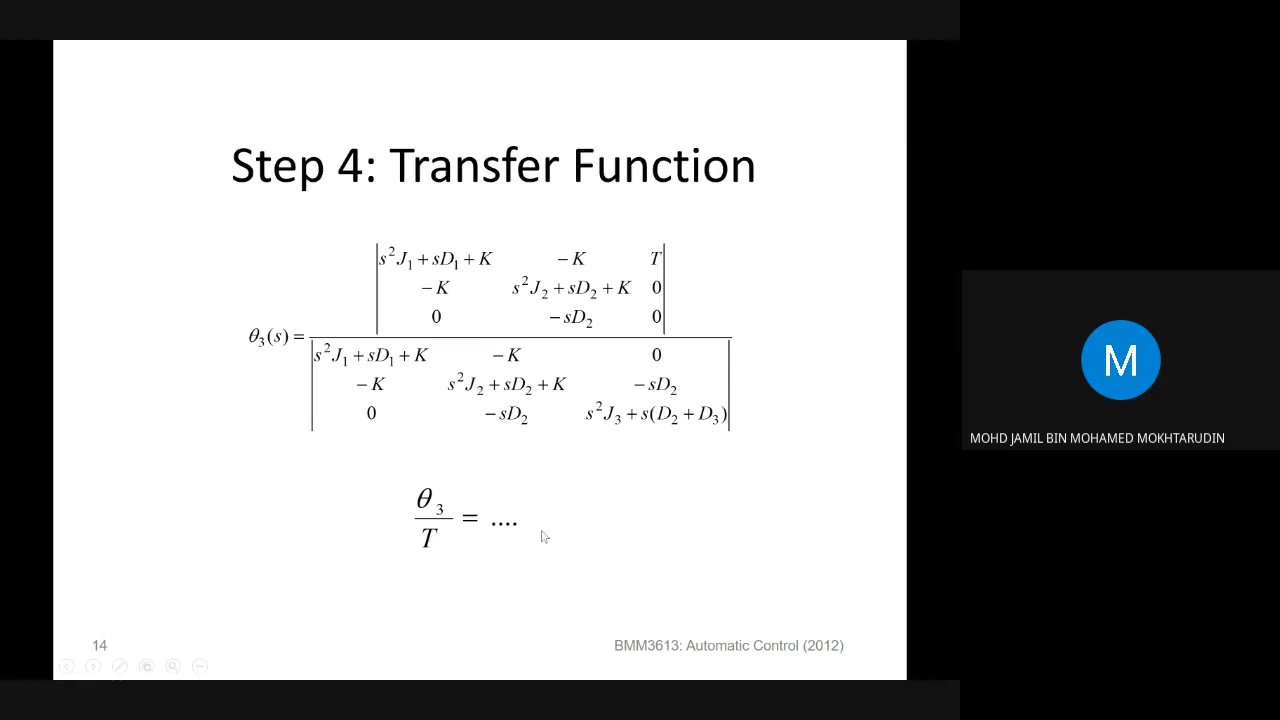 Step 4: Transfer Function
s²J₁ + sD₁ + K − K T
− K s²J₂ + sD₂ + K 0
0 − sD₂ 0
θ₃(s) =
s²J₁ + sD₁ + K − K 0
− K s²J₂ + sD₂ + K − sD₂
0 − sD₂ s²J₃ + s(D₂ + D₃)
θ₃
= ....
T
M
MOHD JAMIL BIN MOHAMED MOKHTARUDIN
14
BMM3613: Automatic Control (2012)